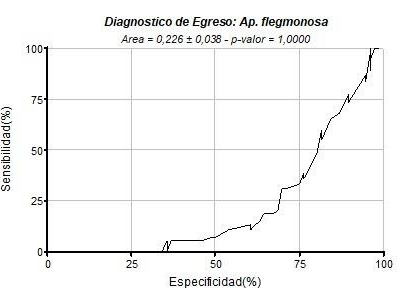 Diagnostico de Egreso: Ap. flegmonosa
Area = 0,226 ± 0,038 - p-valor = 1,0000
Sensibilidad(%)
100
75
50
25
0
0 25 50 75 100
Especificidad(%)